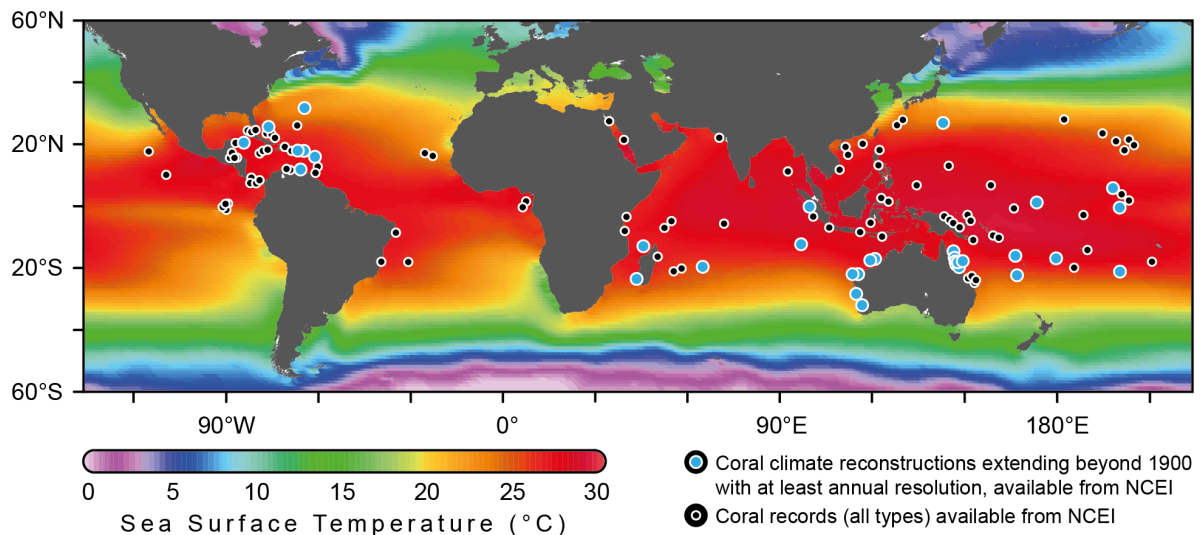 60°N
20°N
20°S
60°S
90°W 0° 90°E 180°E
0 5 10 15 20 25 30
Sea Surface Temperature (°C)
Coral climate reconstructions extending beyond 1900
with at least annual resolution, available from NCEI
Coral records (all types) available from NCEI